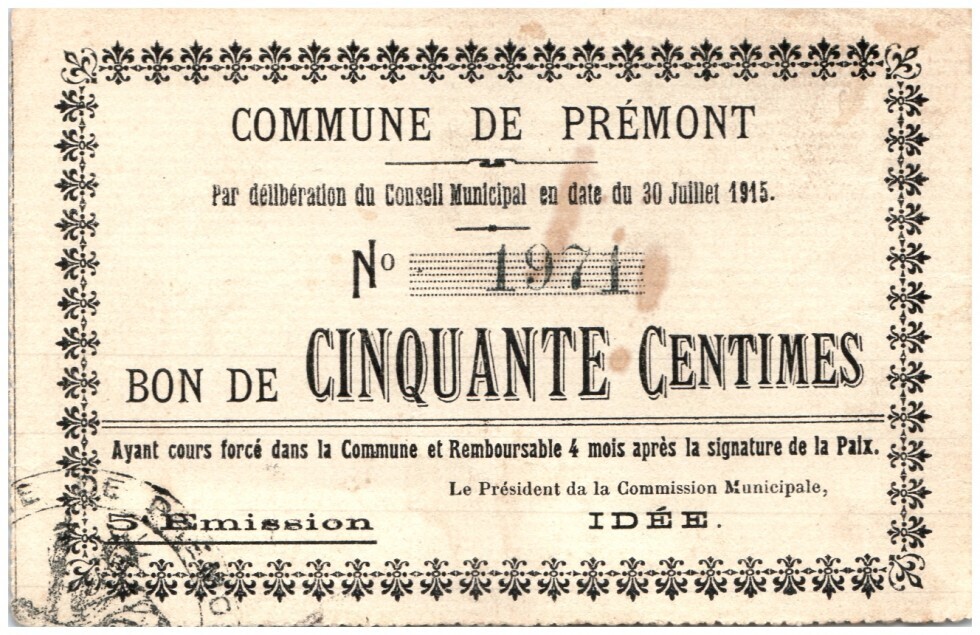 COMMUNE DE PRÉMONT
Par délibération du Conseil Municipal en date du 30 Juillet 1915.
No 1971
BON DE CINQUANTE CENTIMES
Ayant cours forcé dans la Commune et Remboursable 4 mois après la signature de la Paix.
Le Président da la Commission Municipale,
5e Emission
IDÉE.